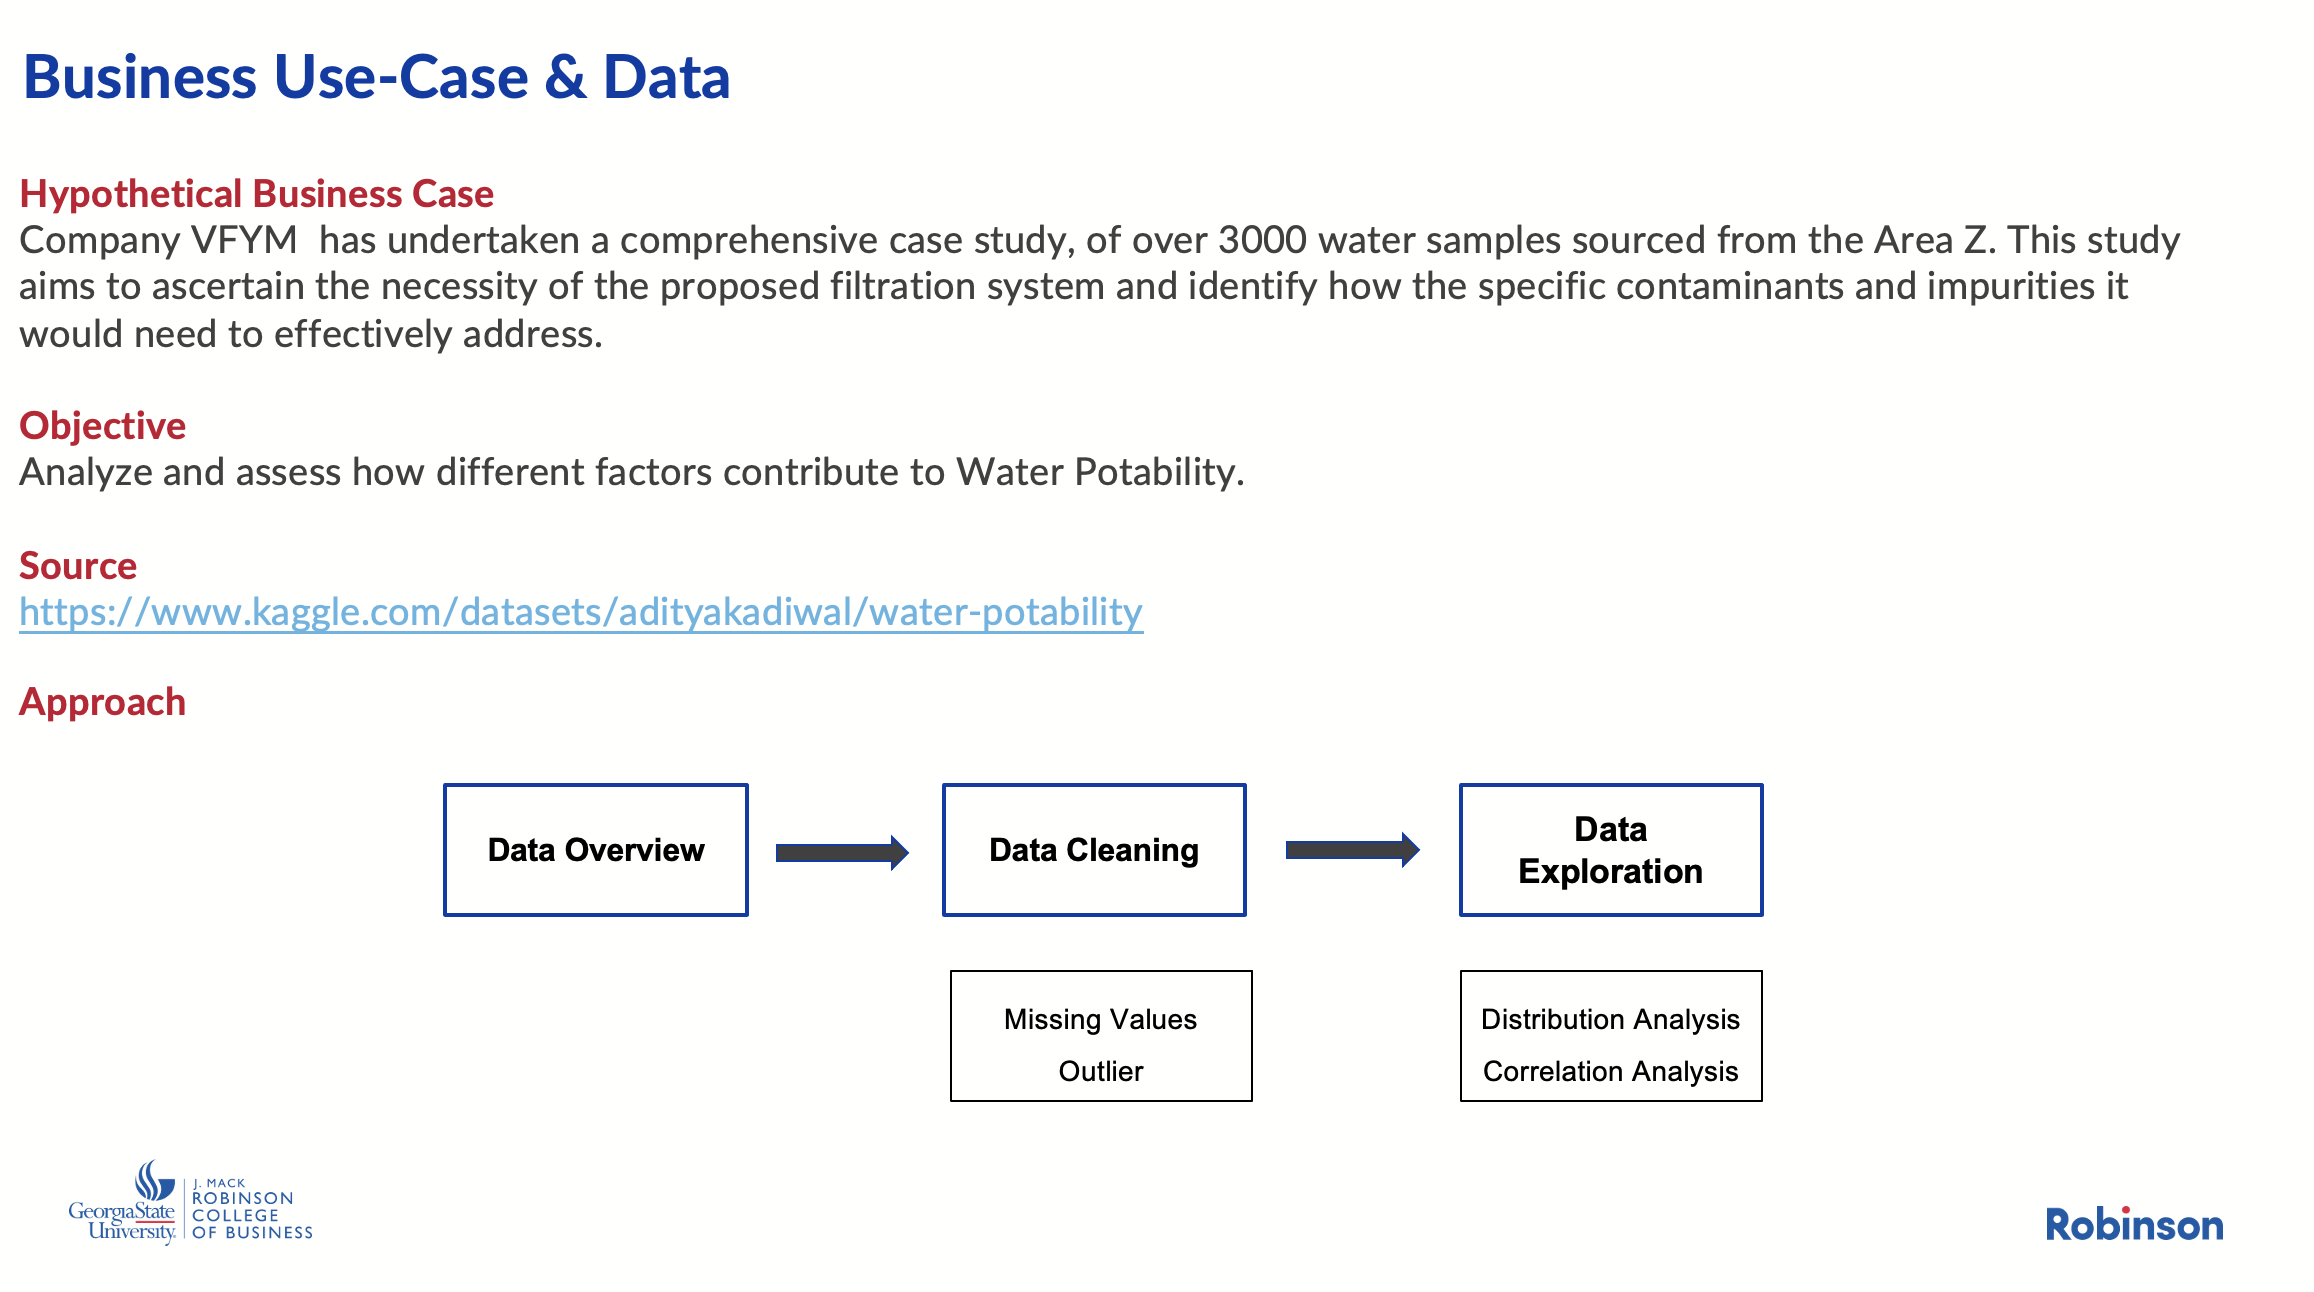 Business Use-Case & Data
Hypothetical Business Case
Company VFYM  has undertaken a comprehensive case study, of over 3000 water samples sourced from the Area Z. This study
aims to ascertain the necessity of the proposed filtration system and identify how the specific contaminants and impurities it
would need to effectively address.
Objective
Analyze and assess how different factors contribute to Water Potability.
Source
https://www.kaggle.com/datasets/adityakadiwal/water-potability
Approach
Data Overview
Data Cleaning
Data
Exploration
Missing Values
Outlier
Distribution Analysis
Correlation Analysis
GeorgiaState
University
J. MACK
ROBINSON
COLLEGE
OF BUSINESS
Robinson